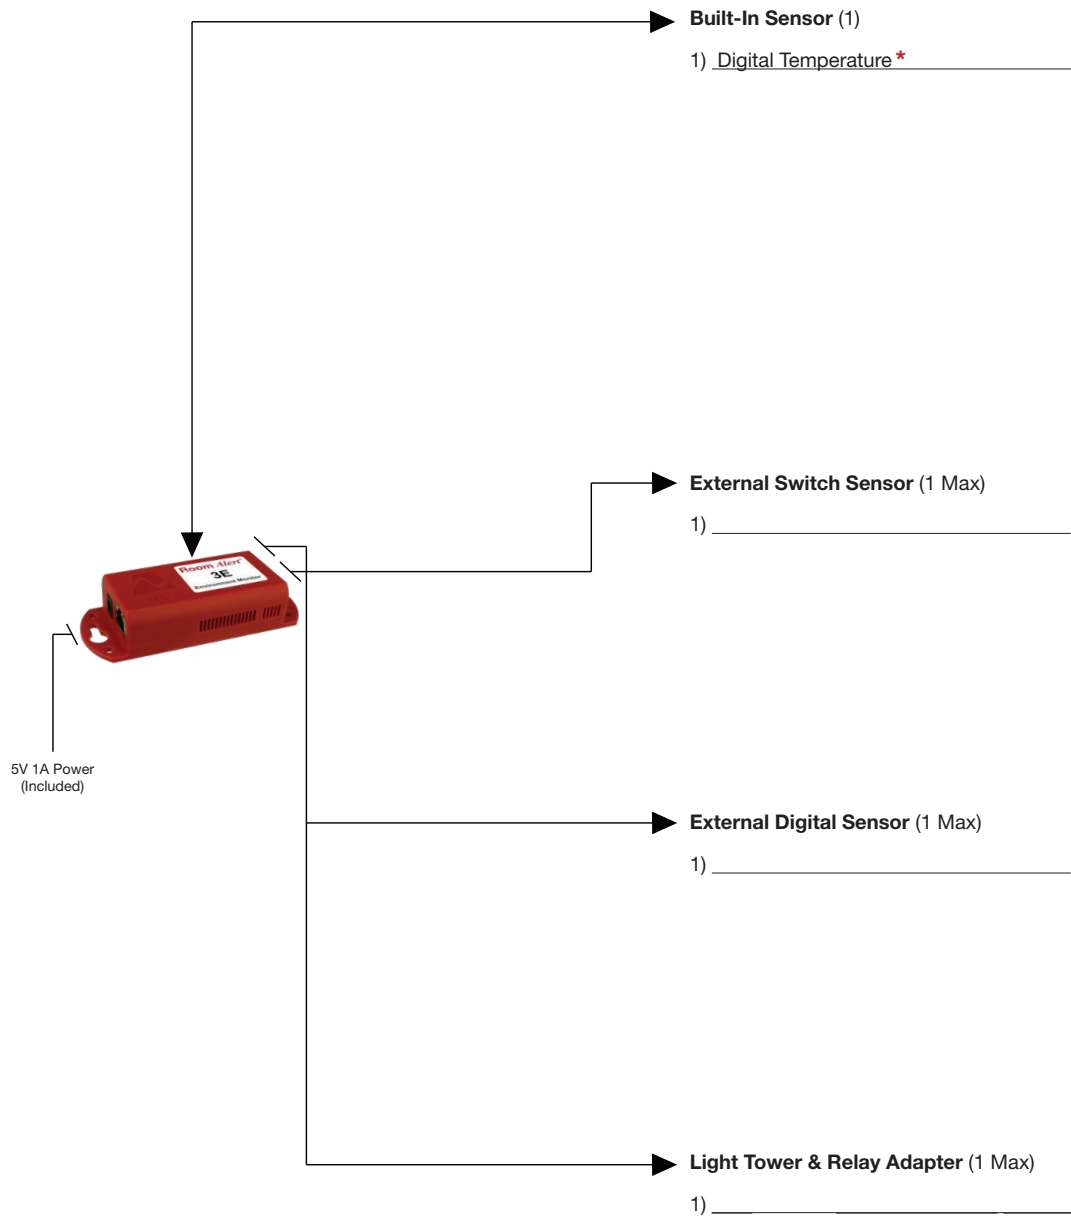 Built-In Sensor (1)
1) Digital Temperature*
External Switch Sensor (1 Max)
1)
Room Alert
3E
Environment Monitor
5V 1A Power
(Included)
External Digital Sensor (1 Max)
1)
Light Tower & Relay Adapter (1 Max)
1)